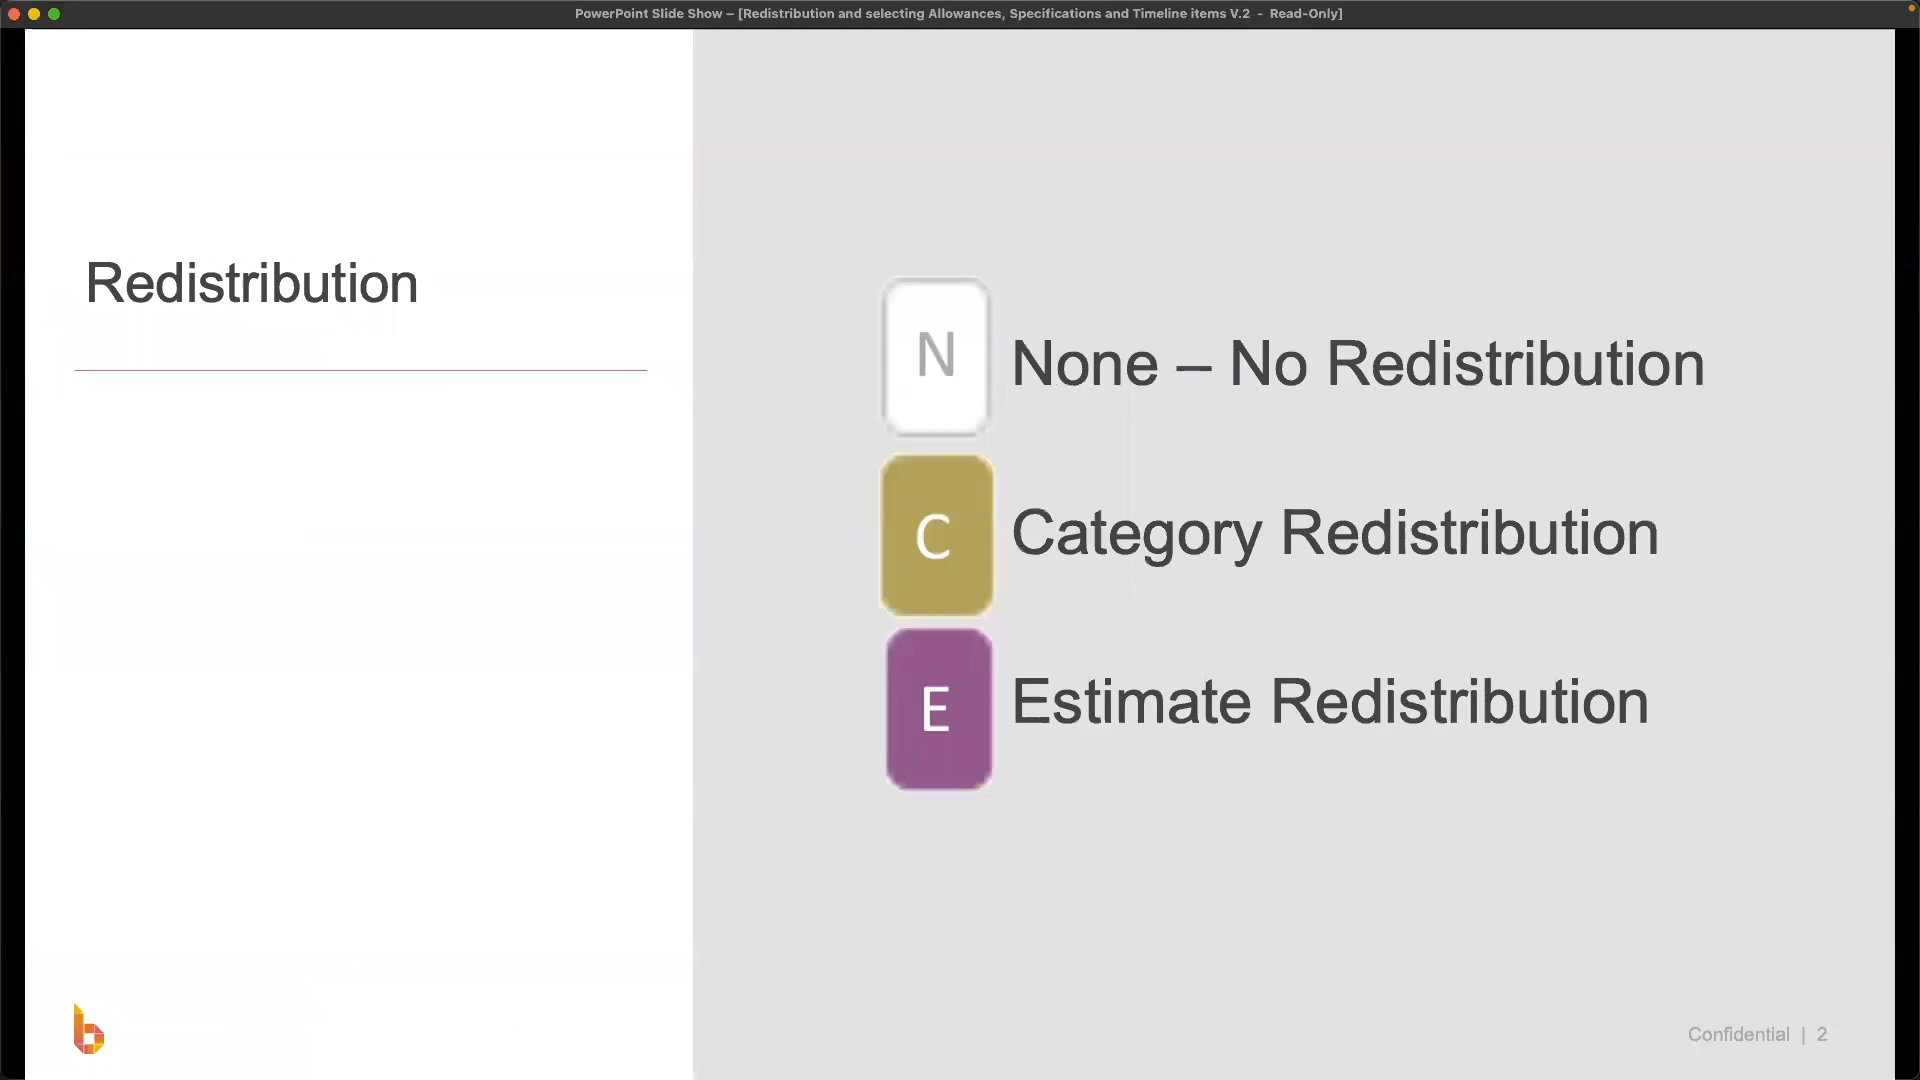 PowerPoint Slide Show – [Redistribution and selecting Allowances, Specifications and Timeline items V.2 - Read-Only]
Redistribution
N
None – No Redistribution
C
Category Redistribution
E
Estimate Redistribution
b
Confidential | 2